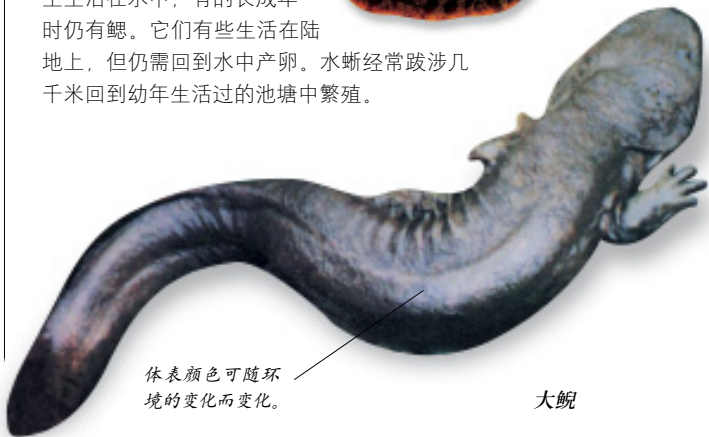 生生活在水中，有的长成年
时仍有鳃。它们有些生活在陆
地上，但仍需回到水中产卵。水蜥经常跋涉几
千米回到幼年生活过的池塘中繁殖。
体表颜色可随环
境的变化而变化。
大鲵